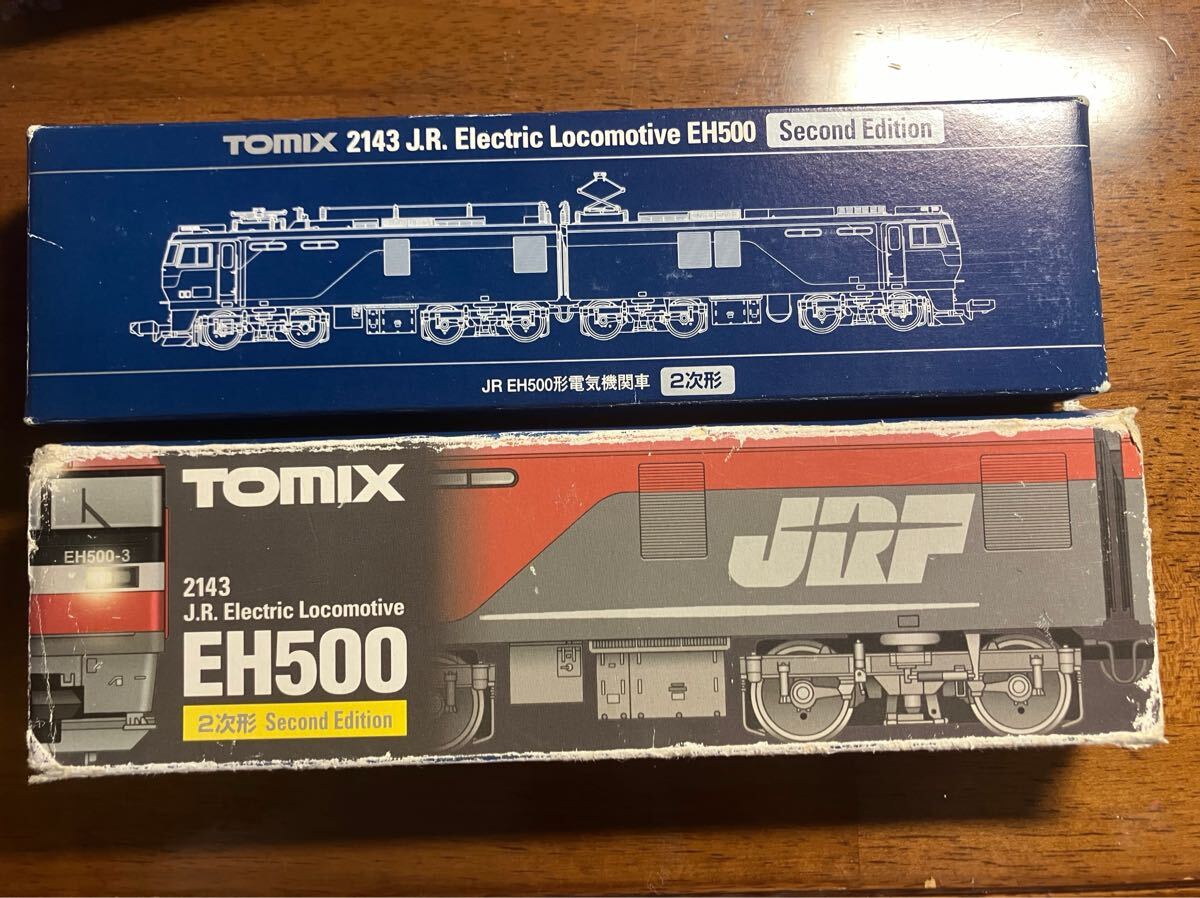 TOMIX 2143 J.R. Electric Locomotive EH500 Second Edition
JR EH500形電気機関車 2次形
TOMIX
JRF
EH500-3
2143
J.R. Electric Locomotive
EH500
2次形 Second Edition